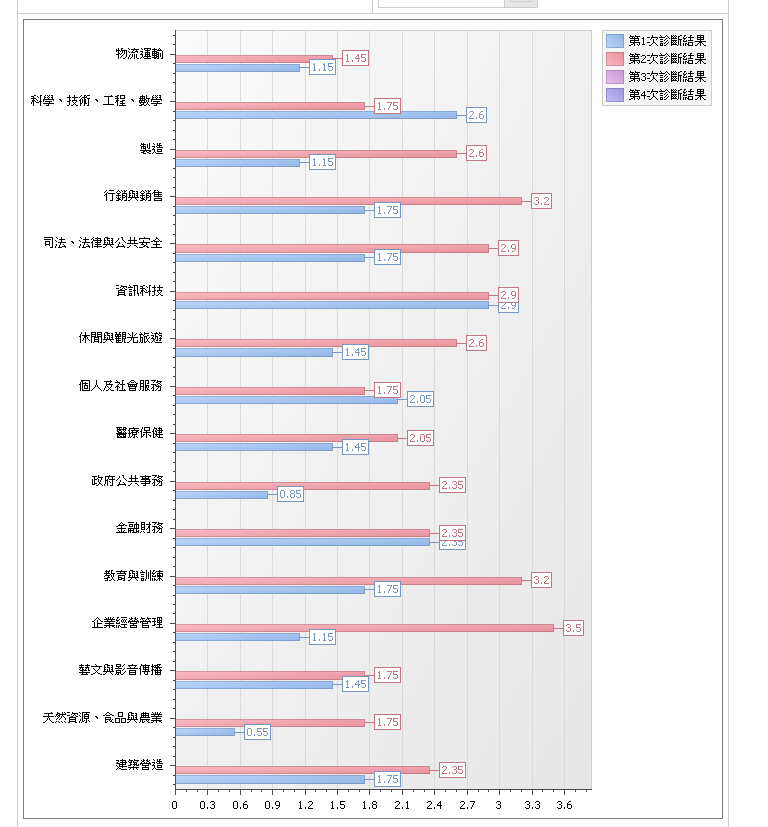 第1次診斷結果
第2次診斷結果
第3次診斷結果
第4次診斷結果
物流運輸
1.45
1.15
科學、技術、工程、數學
1.75
2.6
製造
2.6
1.15
行銷與銷售
3.2
1.75
司法、法律與公共安全
2.9
1.75
資訊科技
2.9
2.9
休閒與觀光旅遊
2.6
1.45
個人及社會服務
1.75
2.05
醫療保健
2.05
1.45
政府公共事務
2.35
0.85
金融財務
2.35
2.35
教育與訓練
3.2
1.75
企業經營管理
3.5
1.15
藝文與影音傳播
1.75
1.45
天然資源、食品與農業
1.75
0.55
建築營造
2.35
1.75
0 0.3 0.6 0.9 1.2 1.5 1.8 2.1 2.4 2.7 3 3.3 3.6